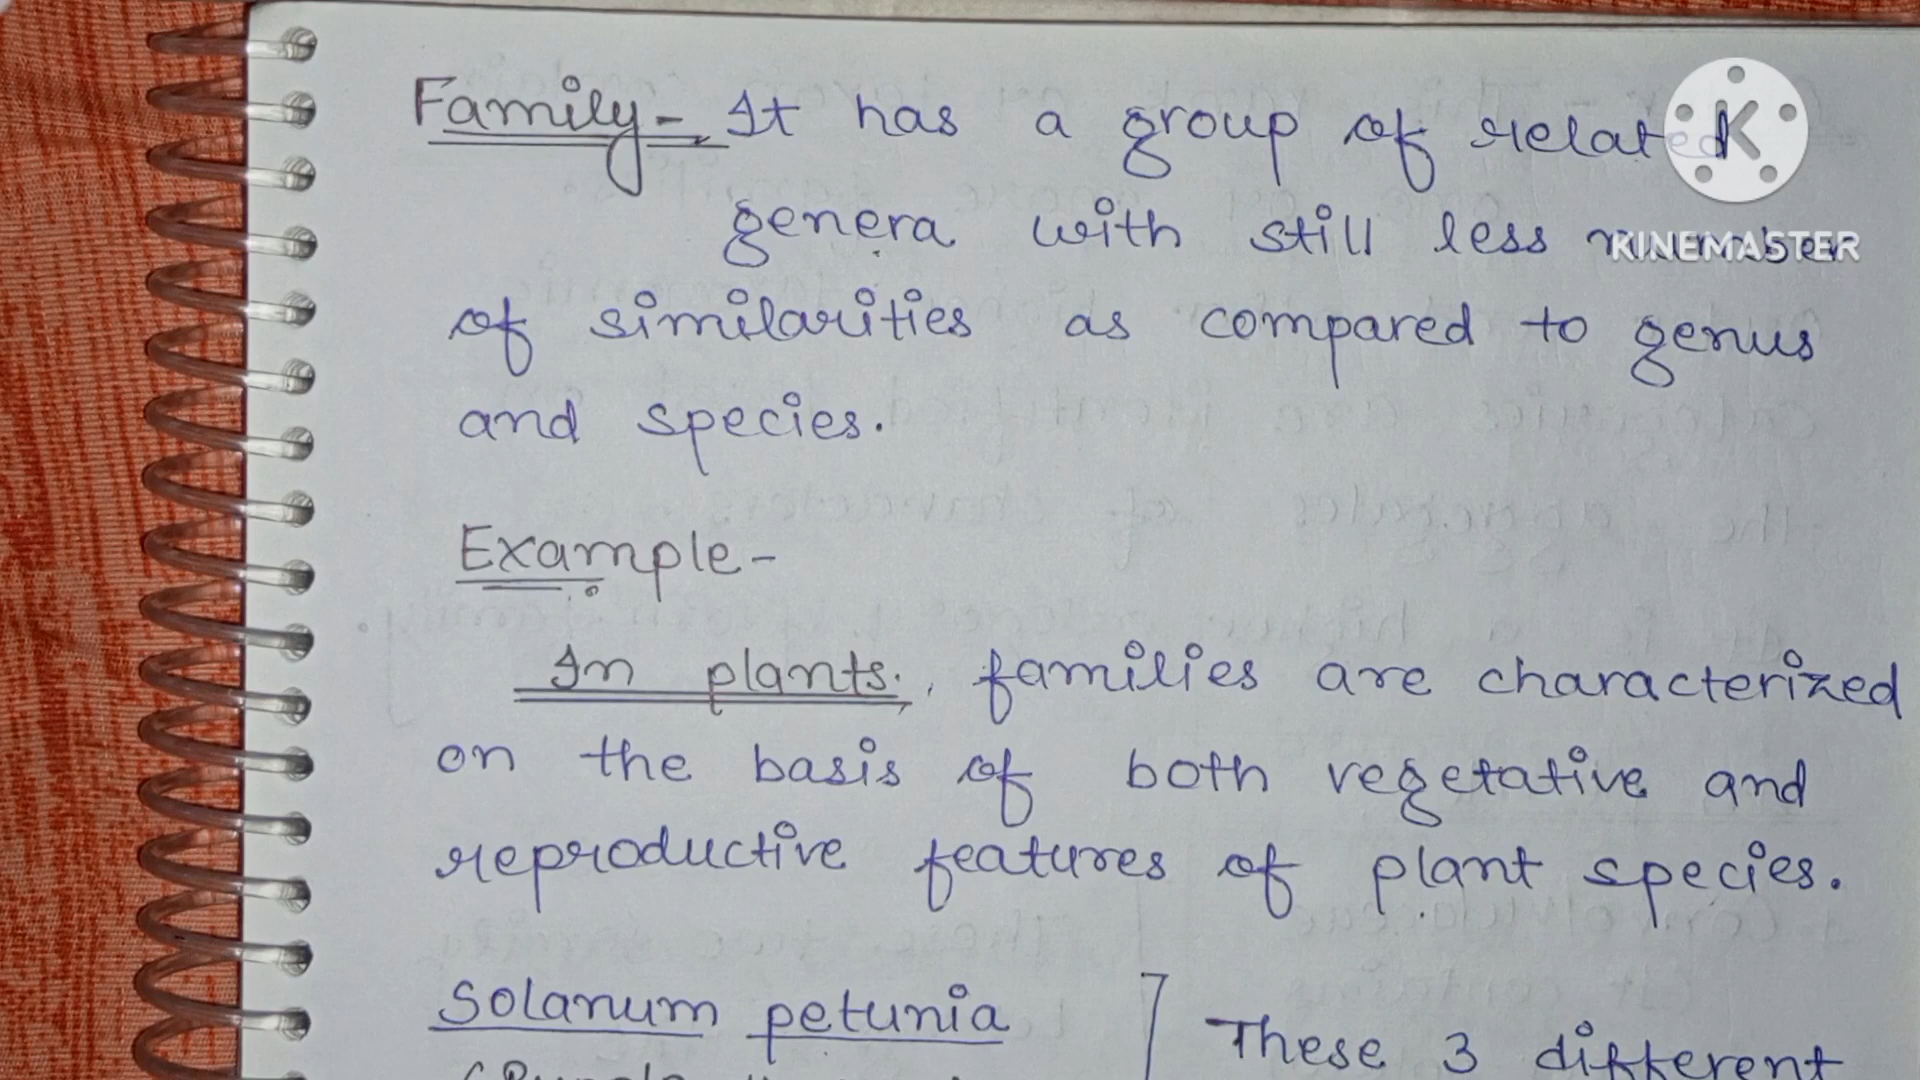 Family- It has a group of related
genera with still less number
of similarities as compared to genus
and species.
Example-
In plants, families are characterized
on the basis of both vegetative and
reproductive features of plant species.
Solanum petunia
These 3 different
KINEMASTER